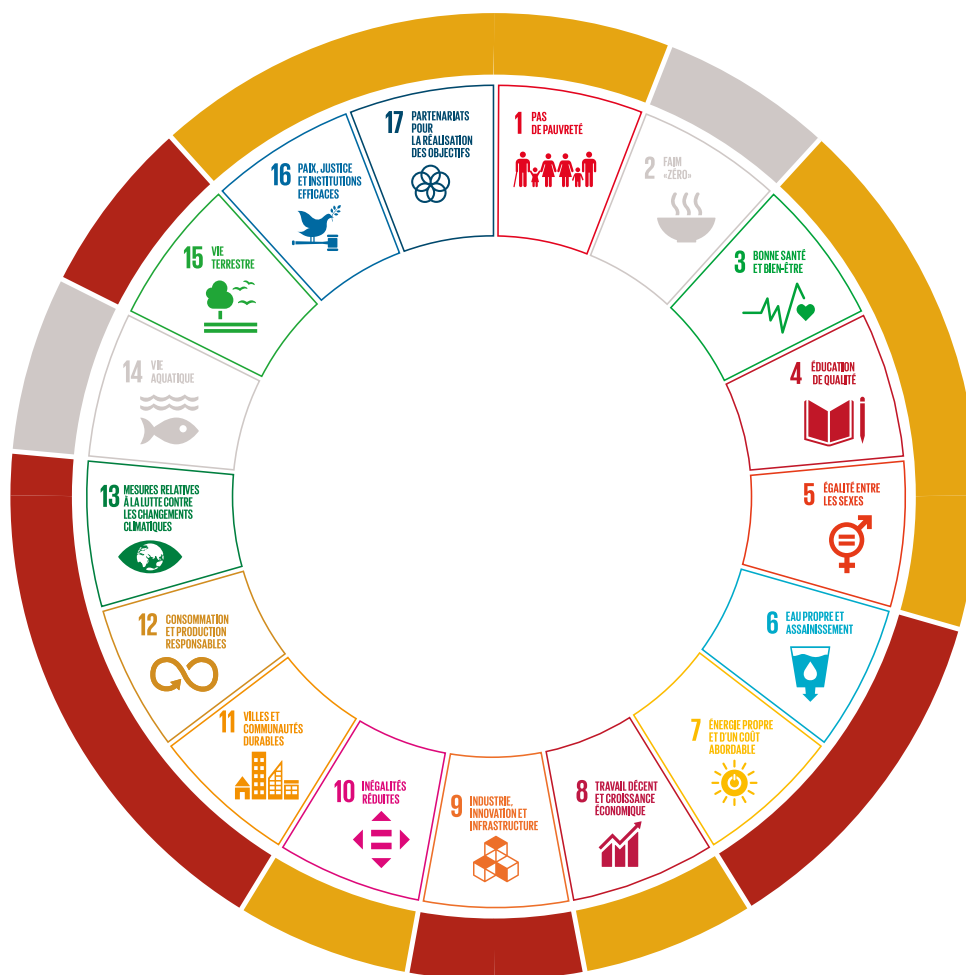 1 PAS
DE PAUVRETÉ
2 FAIM
«ZÉRO»
3 BONNE SANTÉ
ET BIEN-ÊTRE
4 ÉDUCATION
DE QUALITÉ
5 ÉGALITÉ ENTRE
LES SEXES
6 EAU PROPRE ET
ASSAINISSEMENT
7 ÉNERGIE PROPRE
ET D'UN COÛT
ABORDABLE
8 TRAVAIL DÉCENT
ET CROISSANCE
ÉCONOMIQUE
9 INDUSTRIE,
INNOVATION ET
INFRASTRUCTURE
10 INÉGALITÉS
RÉDUITES
11 VILLES ET
COMMUNAUTÉS
DURABLES
12 CONSOMMATION
ET PRODUCTION
RESPONSABLES
13 MESURES RELATIVES
À LA LUTTE CONTRE
LES CHANGEMENTS
CLIMATIQUES
14 VIE
AQUATIQUE
15 VIE
TERRESTRE
16 PAIX, JUSTICE
ET INSTITUTIONS
EFFICACES
17 PARTENARIATS
POUR
LA RÉALISATION
DES OBJECTIFS